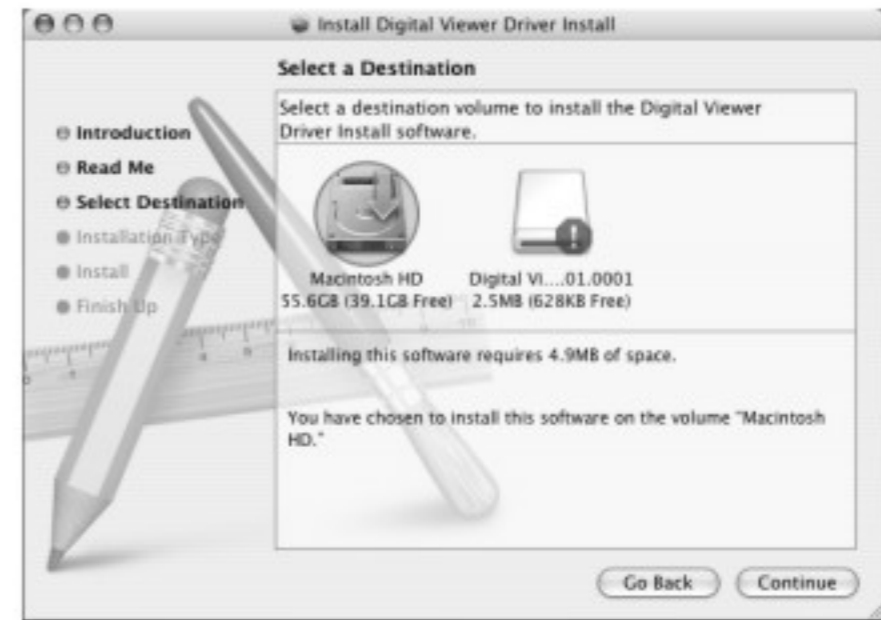 Install Digital Viewer Driver Install
Select a Destination
Introduction
Read Me
Select Destination
Installation Type
Install
Finish Up
Select a destination volume to install the Digital Viewer
Driver Install software.
Macintosh HD
55.6GB (39.1GB Free)
Digital Vi....01.0001
2.5MB (628KB Free)
Installing this software requires 4.9MB of space.
You have chosen to install this software on the volume "Macintosh
HD."
Go Back
Continue